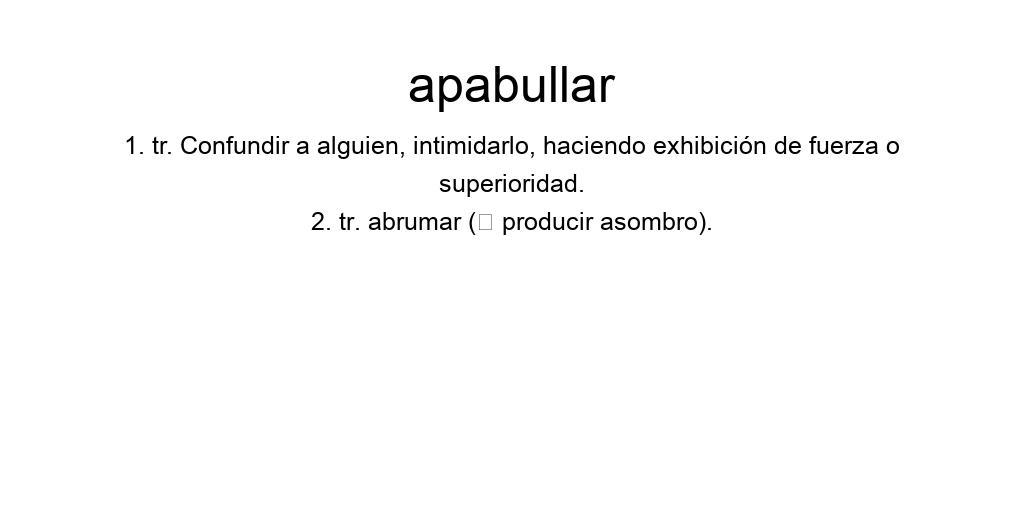 apabullar
1. tr. Confundir a alguien, intimidarlo, haciendo exhibición de fuerza o
superioridad.
2. tr. abrumar (□ producir asombro).